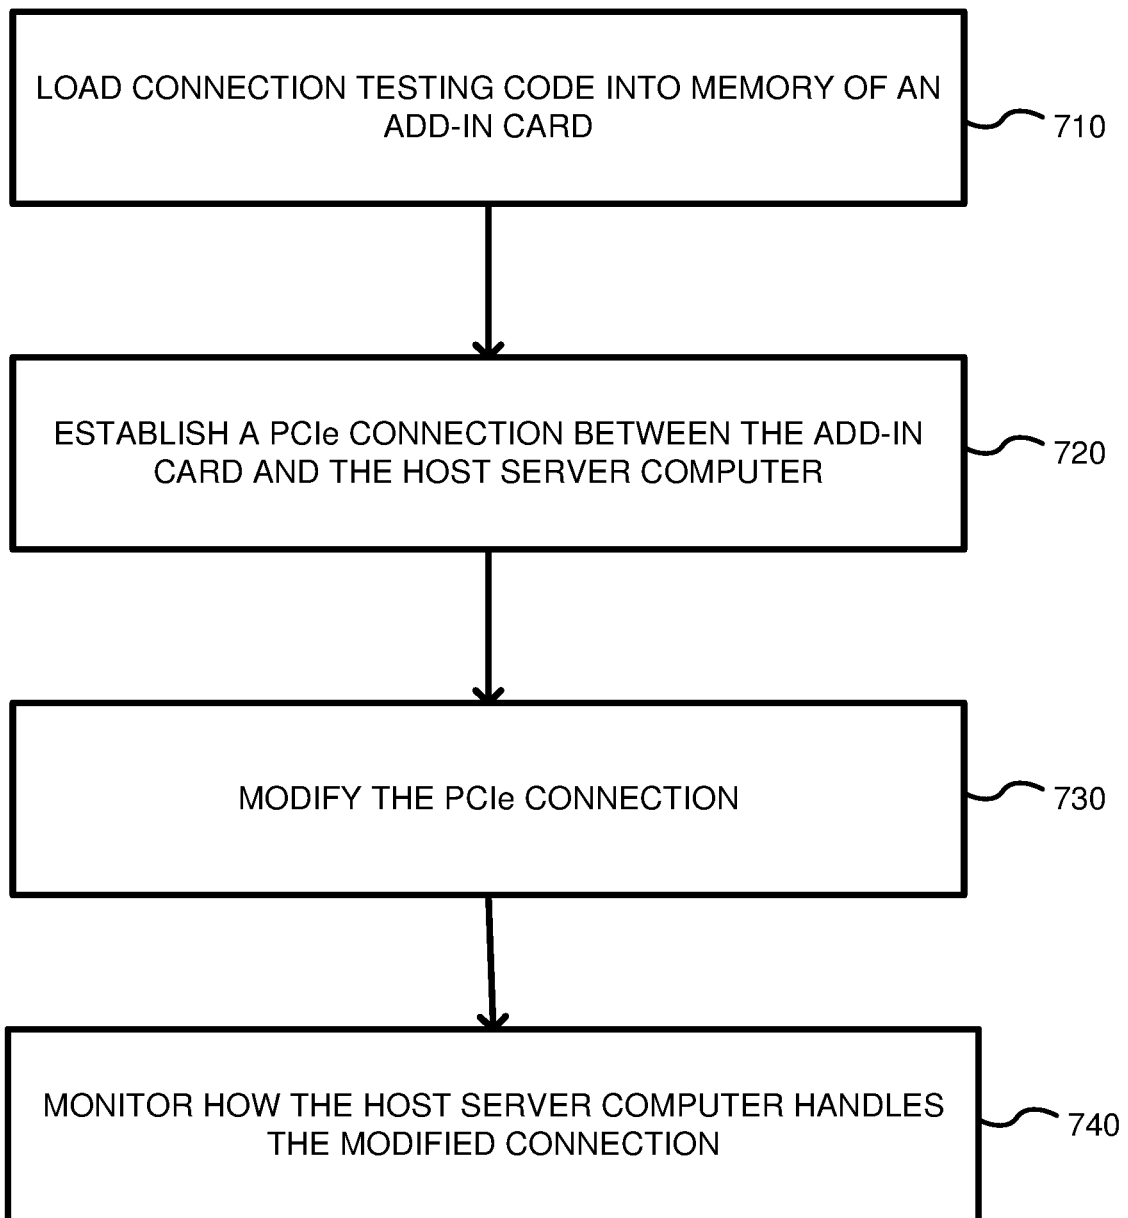 LOAD CONNECTION TESTING CODE INTO MEMORY OF AN
ADD-IN CARD
710
ESTABLISH A PCIe CONNECTION BETWEEN THE ADD-IN
CARD AND THE HOST SERVER COMPUTER
720
MODIFY THE PCIe CONNECTION
730
MONITOR HOW THE HOST SERVER COMPUTER HANDLES
THE MODIFIED CONNECTION
740